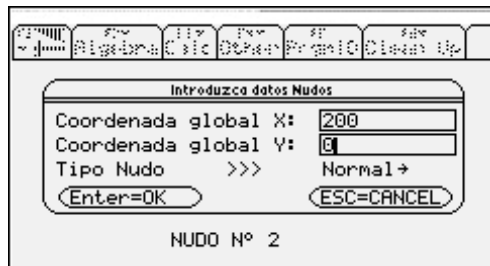 Algebra Calc Other PrgmIO Clean Up
Introduzca datos Nudos
Coordenada global X: 200
Coordenada global Y: 0
Tipo Nudo >>> Normal→
Enter=OK ESC=CANCEL
NUDO Nº 2